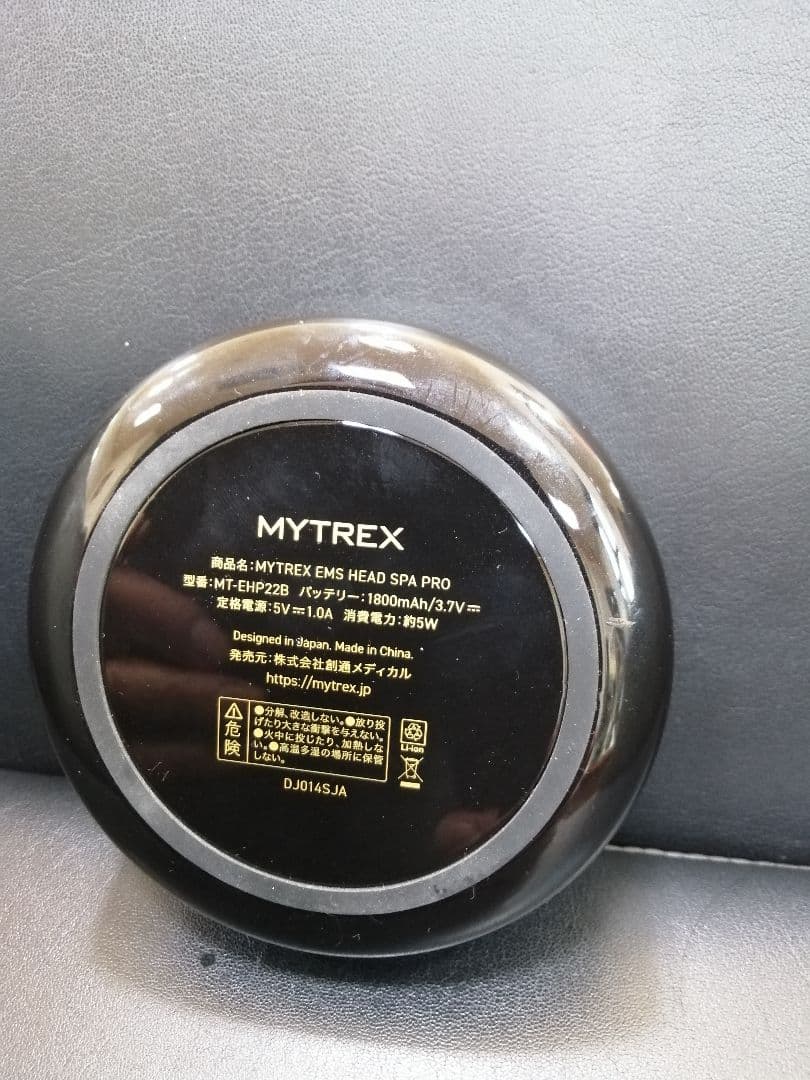 MYTREX
商品名:MYTREX EMS HEAD SPA PRO
型番:MT-EHP22B バッテリー:1800mAh/3.7V⎓
定格電源:5V⎓1.0A 消費電力:約5W
Designed in Japan. Made in China.
発売元:株式会社創通メディカル
https://mytrex.jp
⚠危険
●分解、改造しない。●放り投
げたり大きな衝撃を与えない。
●火中に投じたり、加熱しな
い。●高温多湿の場所に保管
しない。
Li-ion
DJ014SJA